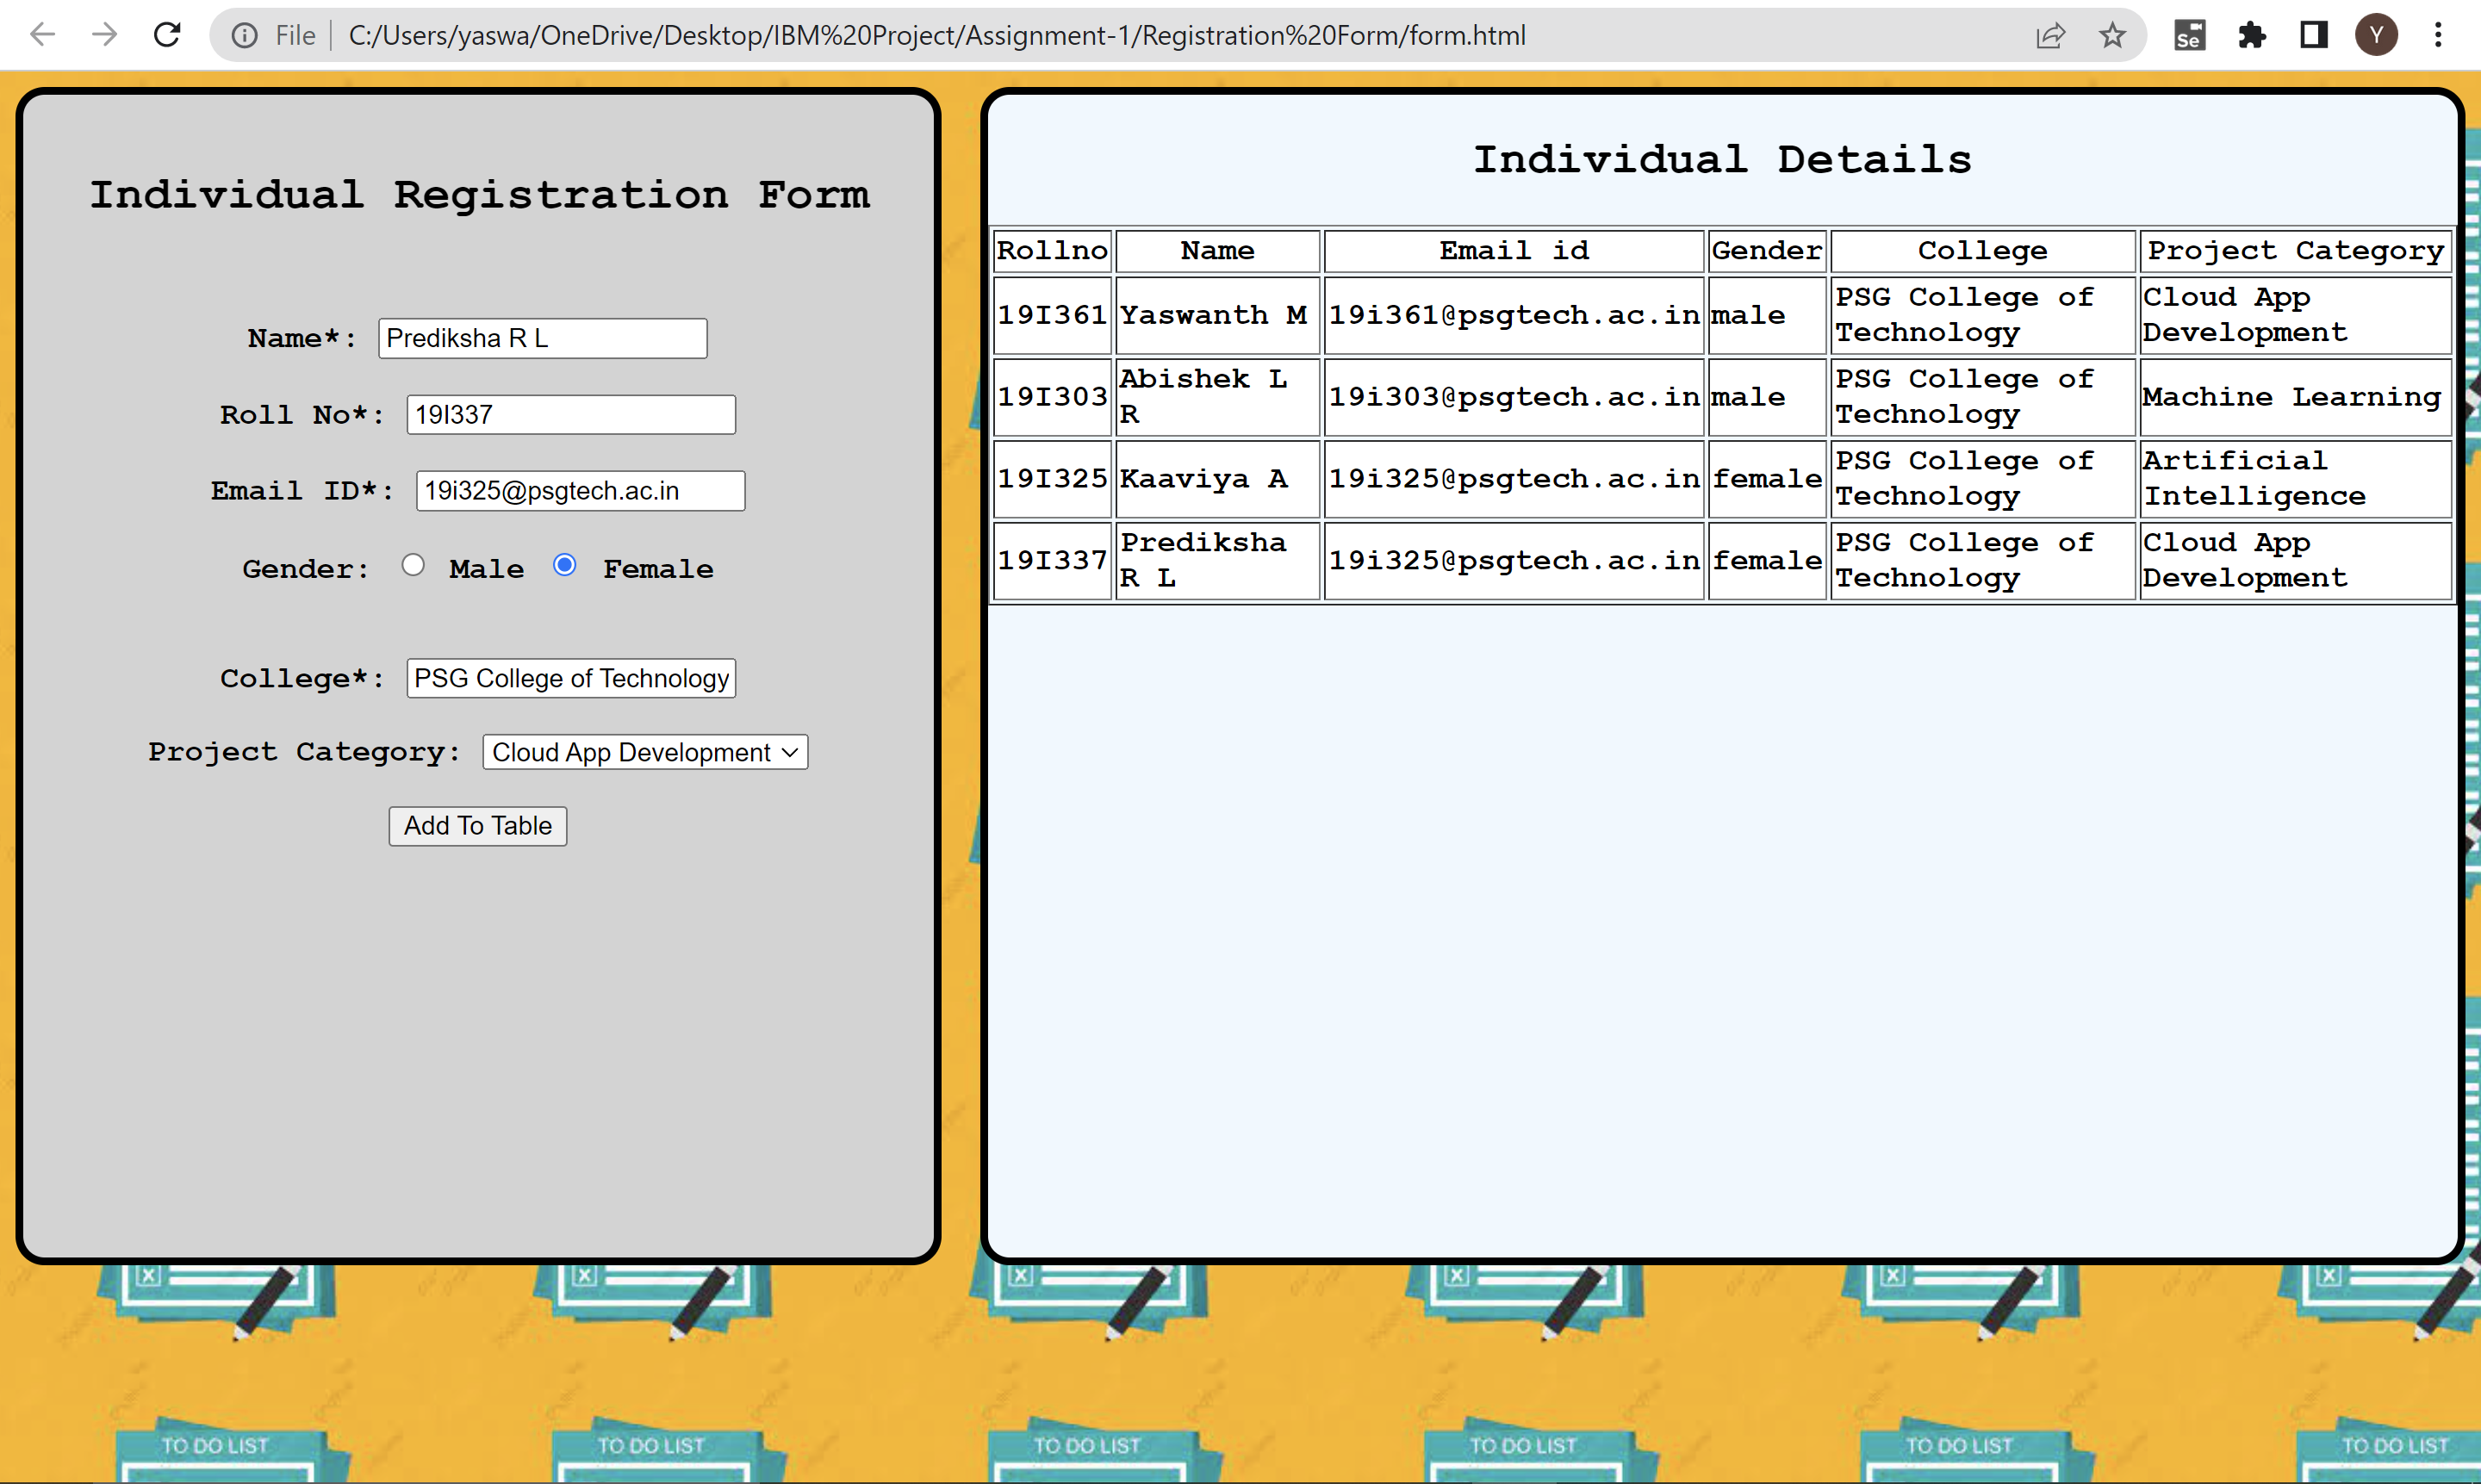 File
C:/Users/yaswa/OneDrive/Desktop/IBM%20Project/Assignment-1/Registration%20Form/form.html
Se
Y
Individual Registration Form
Name*: Prediksha R L
Roll No*: 19I337
Email ID*: 19i325@psgtech.ac.in
Gender: Male Female
College*: PSG College of Technology
Project Category: Cloud App Development
Add To Table
Individual Details
Rollno Name Email id Gender College Project Category
19I361 Yaswanth M 19i361@psgtech.ac.in male PSG College of Technology Cloud App Development
19I303 Abishek L R 19i303@psgtech.ac.in male PSG College of Technology Machine Learning
19I325 Kaaviya A 19i325@psgtech.ac.in female PSG College of Technology Artificial Intelligence
19I337 Prediksha R L 19i325@psgtech.ac.in female PSG College of Technology Cloud App Development
TO DO LIST
TO DO LIST
TO DO LIST
TO DO LIST
TO DO LIST
TO DO LIST